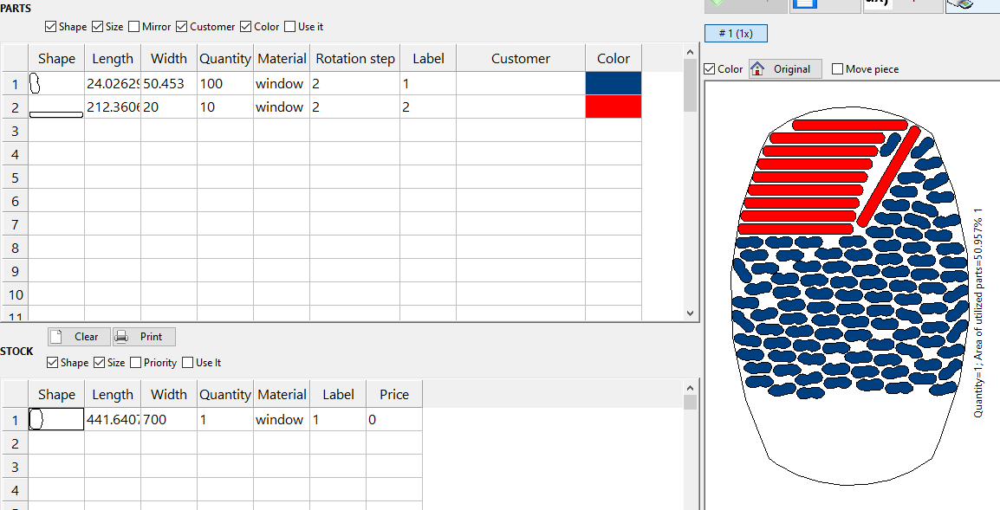 PARTS
Shape Size Mirror Customer Color Use it
Shape Length Width Quantity Material Rotation step Label Customer Color
1 24.02629 50.453 100 window 2 1
2 212.3606 20 10 window 2 2
3
4
5
6
7
8
9
10
11
Clear Print
STOCK
Shape Size Priority Use It
Shape Length Width Quantity Material Label Price
1 441.6407 700 1 window 1 0
2
3
4
# 1 (1x)
Color Original Move piece
Quantity=1; Area of utilized parts=50.957% 1